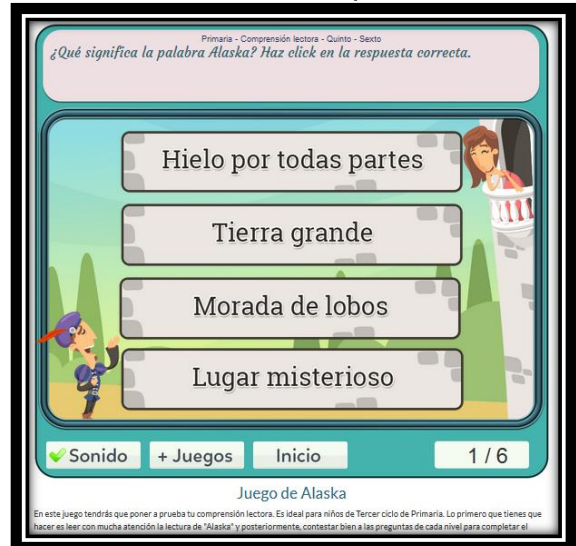 Primaria - Comprensión lectora - Quinto - Sexto
¿Qué significa la palabra Alaska? Haz click en la respuesta correcta.
Hielo por todas partes
Tierra grande
Morada de lobos
Lugar misterioso
Sonido + Juegos Inicio 1 / 6
Juego de Alaska
En este juego tendrás que poner a prueba tu comprensión lectora. Es ideal para niños de Tercer ciclo de Primaria. Lo primero que tienes que
hacer es leer con mucha atención la lectura de "Alaska" y posteriormente, contestar bien a las preguntas de cada nivel para completar el